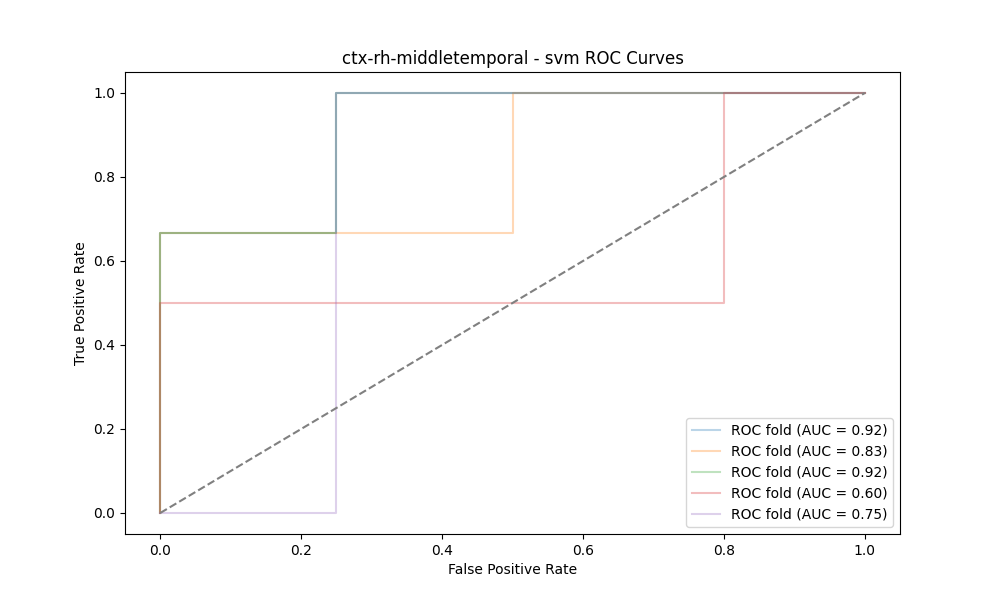 ctx-rh-middletemporal - svm ROC Curves
True Positive Rate
1.0
0.8
0.6
0.4
0.2
0.0
0.0 0.2 0.4 0.6 0.8 1.0
False Positive Rate
ROC fold (AUC = 0.92)
ROC fold (AUC = 0.83)
ROC fold (AUC = 0.92)
ROC fold (AUC = 0.60)
ROC fold (AUC = 0.75)